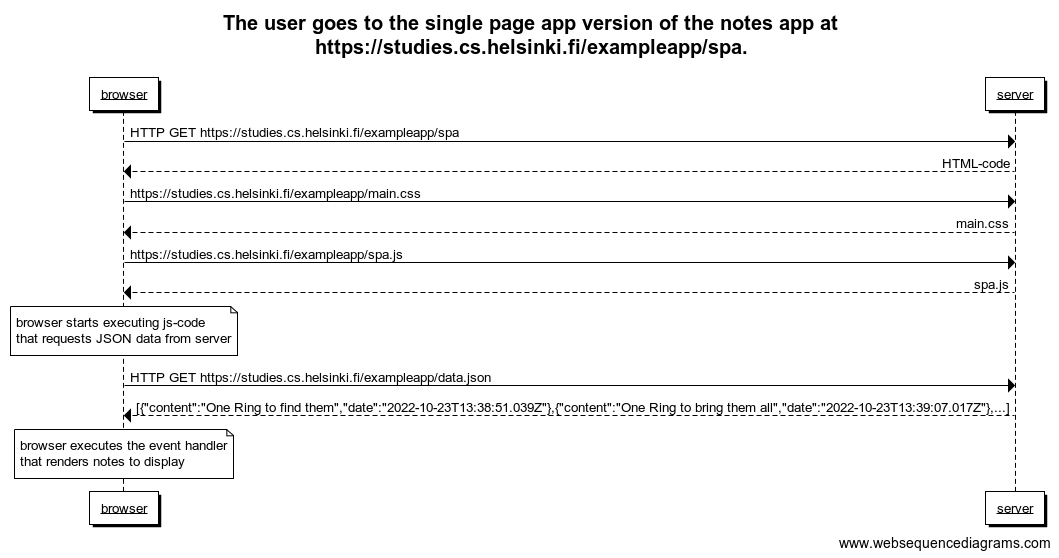 The user goes to the single page app version of the notes app at
https://studies.cs.helsinki.fi/exampleapp/spa.
browser
server
HTTP GET https://studies.cs.helsinki.fi/exampleapp/spa
HTML-code
https://studies.cs.helsinki.fi/exampleapp/main.css
main.css
https://studies.cs.helsinki.fi/exampleapp/spa.js
spa.js
browser starts executing js-code
that requests JSON data from server
HTTP GET https://studies.cs.helsinki.fi/exampleapp/data.json
[{"content":"One Ring to find them","date":"2022-10-23T13:38:51.039Z"},{"content":"One Ring to bring them all","date":"2022-10-23T13:39:07.017Z"},...]
browser executes the event handler
that renders notes to display
browser
server
www.websequencediagrams.com